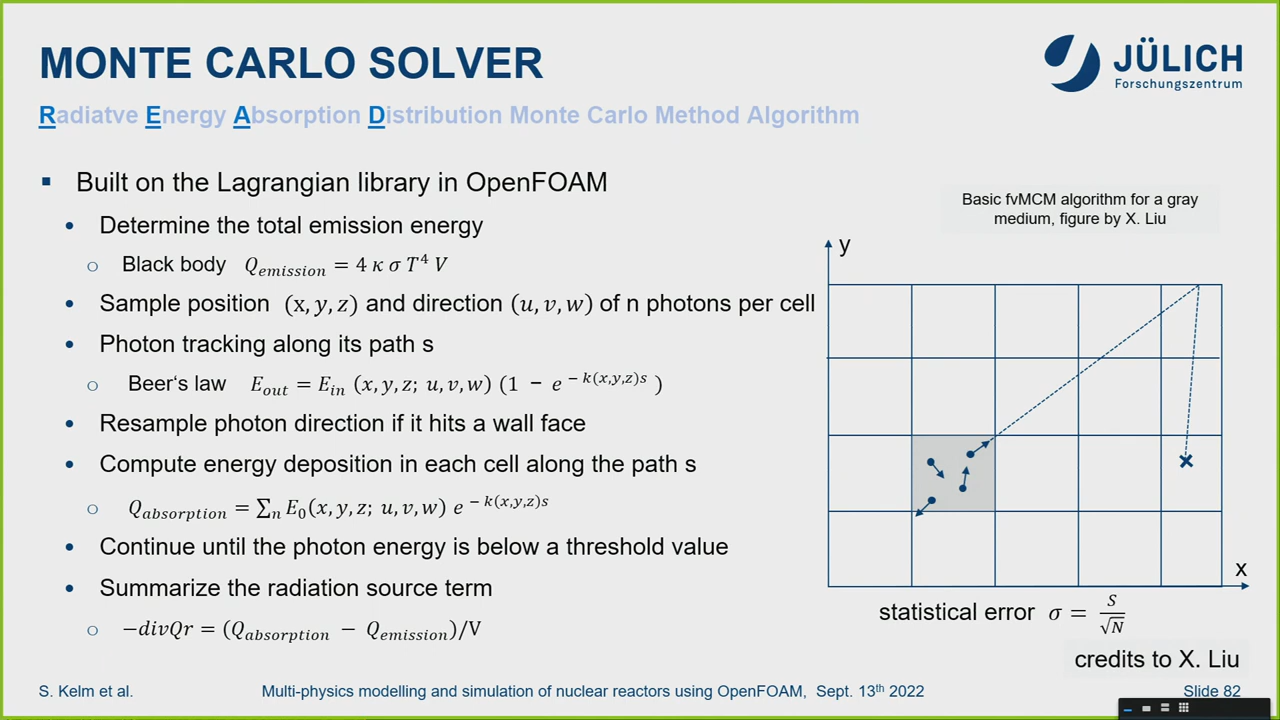 MONTE CARLO SOLVER
JÜLICH
Forschungszentrum
Radiatve Energy Absorption Distribution Monte Carlo Method Algorithm
▪ Built on the Lagrangian library in OpenFOAM
• Determine the total emission energy
○ Black body Q_emission = 4 κ σ T^4 V
• Sample position (x, y, z) and direction (u, v, w) of n photons per cell
• Photon tracking along its path s
○ Beer‘s law E_out = E_in (x, y, z; u, v, w) (1 − e^−k(x,y,z)s )
• Resample photon direction if it hits a wall face
• Compute energy deposition in each cell along the path s
○ Q_absorption = ∑_n E_0(x, y, z; u, v, w) e^−k(x,y,z)s
• Continue until the photon energy is below a threshold value
• Summarize the radiation source term
○ −divQr = (Q_absorption − Q_emission)/V
Basic fvMCM algorithm for a gray
medium, figure by X. Liu
y
x
statistical error σ = S/√N
credits to X. Liu
S. Kelm et al.
Multi-physics modelling and simulation of nuclear reactors using OpenFOAM, Sept. 13th 2022
Slide 82